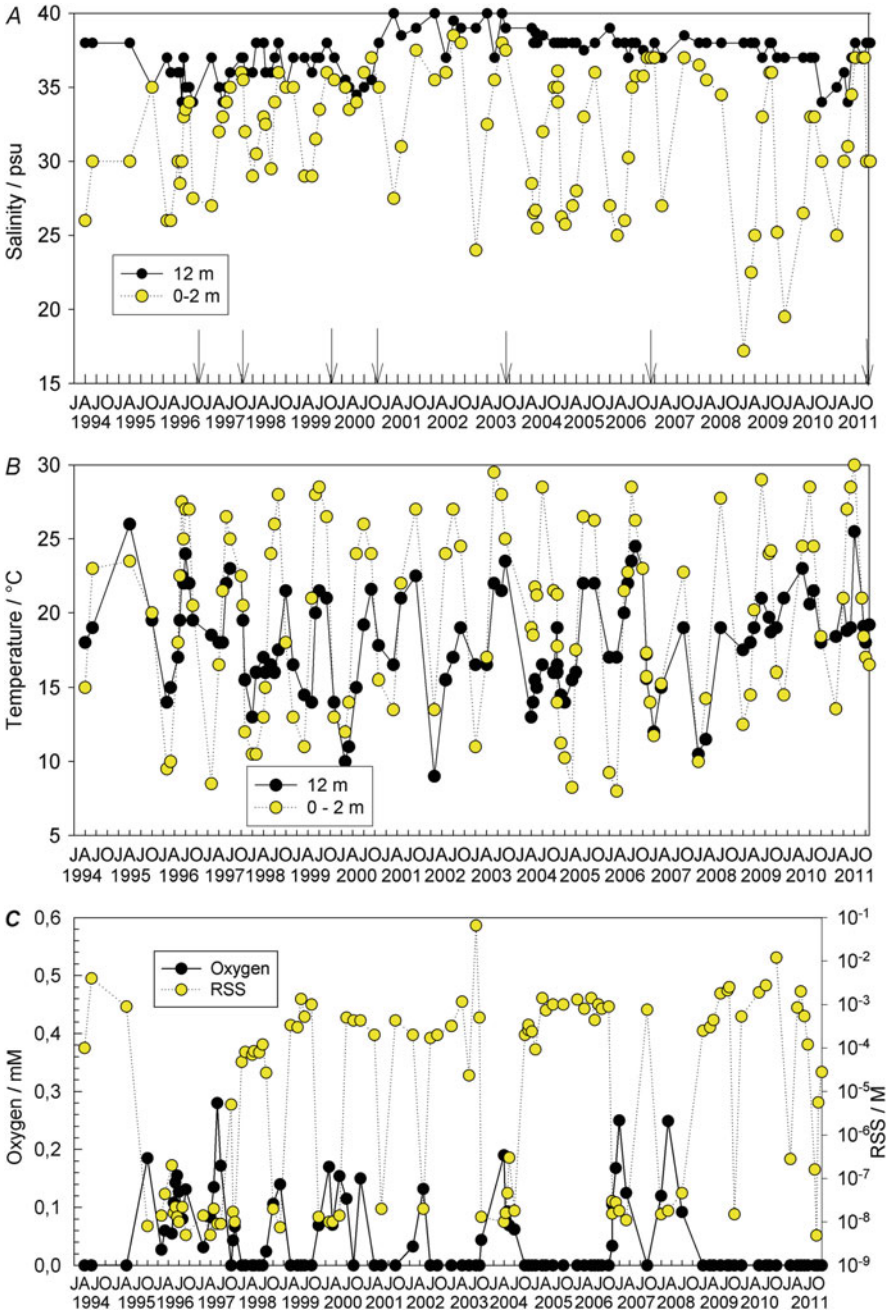 A
40
35
30
25
20
15
Salinity / psu
12 m
0-2 m
JAJOJAJOJAJOJAJOJAJOJAJOJAJOJAJOJAJOJAJOJAJOJAJOJAJOJAJOJAJOJAJOJAJOJAJO
1994 1995 1996 1997 1998 1999 2000 2001 2002 2003 2004 2005 2006 2007 2008 2009 2010 2011
B
30
25
20
15
10
5
Temperature / °C
12 m
0 - 2 m
JAJOJAJOJAJOJAJOJAJOJAJOJAJOJAJOJAJOJAJOJAJOJAJOJAJOJAJOJAJOJAJOJAJOJAJO
1994 1995 1996 1997 1998 1999 2000 2001 2002 2003 2004 2005 2006 2007 2008 2009 2010 2011
C
0,6
0,5
0,4
0,3
0,2
0,1
0,0
Oxygen / mM
Oxygen
RSS
10-1
10-2
10-3
10-4
10-5
10-6
10-7
10-8
10-9
RSS / M
JAJOJAJOJAJOJAJOJAJOJAJOJAJOJAJOJAJOJAJOJAJOJAJOJAJOJAJOJAJOJAJOJAJOJAJO
1994 1995 1996 1997 1998 1999 2000 2001 2002 2003 2004 2005 2006 2007 2008 2009 2010 2011